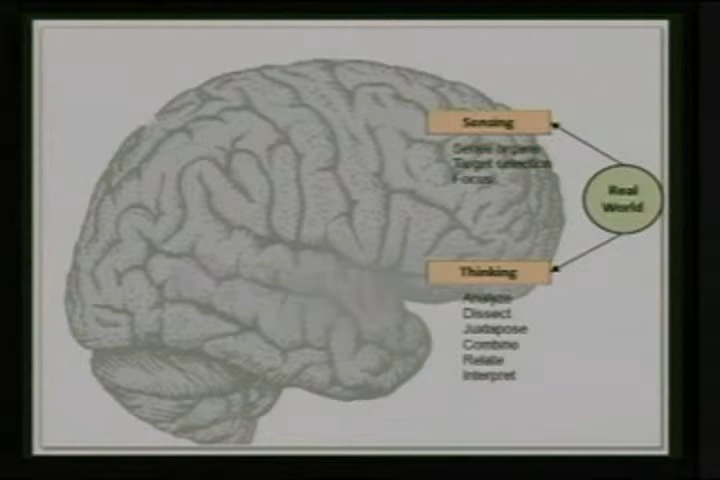 Sensing
Sense organs
Target selection
Focus
Real
World
Thinking
Analyze
Dissect
Juxtapose
Combine
Relate
Interpret